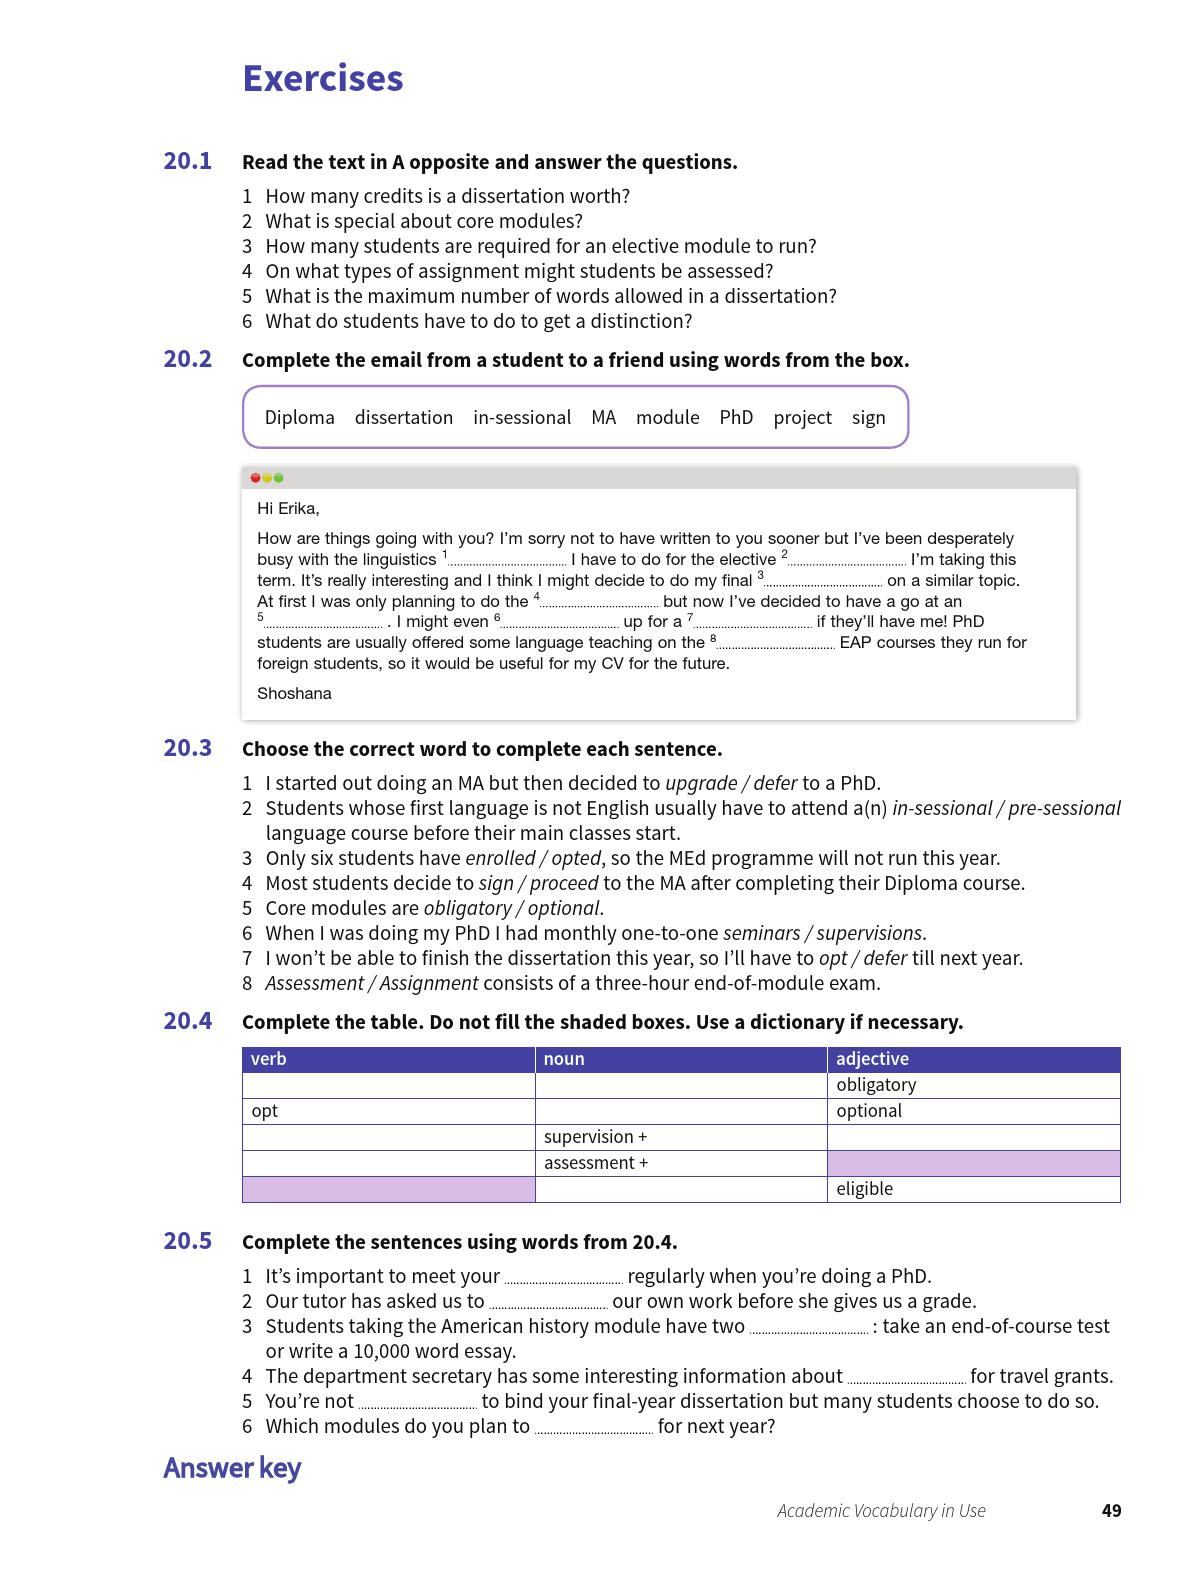 Exercises
20.1 Read the text in A opposite and answer the questions.
1 How many credits is a dissertation worth?
2 What is special about core modules?
3 How many students are required for an elective module to run?
4 On what types of assignment might students be assessed?
5 What is the maximum number of words allowed in a dissertation?
6 What do students have to do to get a distinction?
20.2 Complete the email from a student to a friend using words from the box.
Diploma dissertation in-sessional MA module PhD project sign
Hi Erika,
How are things going with you? I’m sorry not to have written to you sooner but I’ve been desperately
busy with the linguistics 1 .................... I have to do for the elective 2 .................... I’m taking this
term. It’s really interesting and I think I might decide to do my final 3 .................... on a similar topic.
At first I was only planning to do the 4 .................... but now I’ve decided to have a go at an
5 .................... . I might even 6 .................... up for a 7 .................... if they’ll have me! PhD
students are usually offered some language teaching on the 8 .................... EAP courses they run for
foreign students, so it would be useful for my CV for the future.
Shoshana
20.3 Choose the correct word to complete each sentence.
1 I started out doing an MA but then decided to upgrade / defer to a PhD.
2 Students whose first language is not English usually have to attend a(n) in-sessional / pre-sessional
language course before their main classes start.
3 Only six students have enrolled / opted, so the MEd programme will not run this year.
4 Most students decide to sign / proceed to the MA after completing their Diploma course.
5 Core modules are obligatory / optional.
6 When I was doing my PhD I had monthly one-to-one seminars / supervisions.
7 I won’t be able to finish the dissertation this year, so I’ll have to opt / defer till next year.
8 Assessment / Assignment consists of a three-hour end-of-module exam.
20.4 Complete the table. Do not fill the shaded boxes. Use a dictionary if necessary.
verb noun adjective
obligatory
opt optional
supervision +
assessment +
eligible
20.5 Complete the sentences using words from 20.4.
1 It’s important to meet your .................... regularly when you’re doing a PhD.
2 Our tutor has asked us to .................... our own work before she gives us a grade.
3 Students taking the American history module have two .................... : take an end-of-course test
or write a 10,000 word essay.
4 The department secretary has some interesting information about .................... for travel grants.
5 You’re not .................... to bind your final-year dissertation but many students choose to do so.
6 Which modules do you plan to .................... for next year?
Answer key
Academic Vocabulary in Use 49